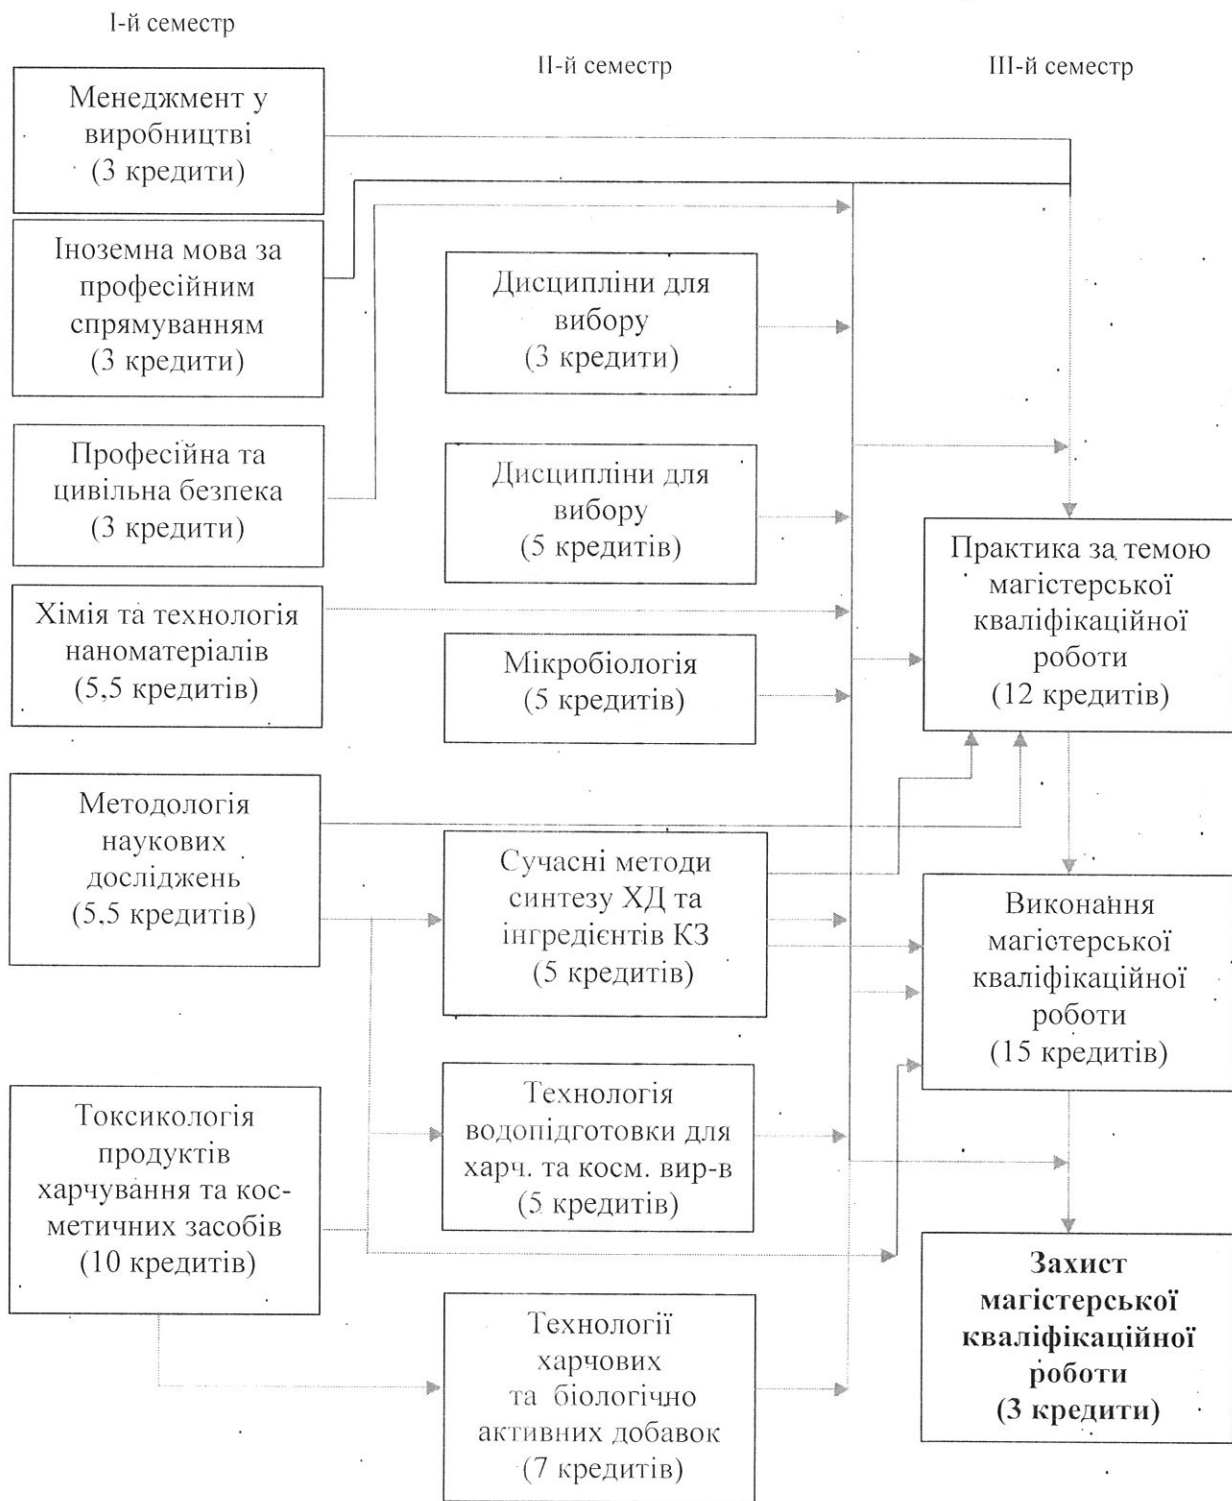 І-й семестр
ІІ-й семестр
ІІІ-й семестр
Менеджмент у
виробництві
(3 кредити)
Іноземна мова за
професійним
спрямуванням
(3 кредити)
Професійна та
цивільна безпека
(3 кредити)
Хімія та технологія
наноматеріалів
(5,5 кредитів)
Методологія
наукових
досліджень
(5,5 кредитів)
Токсикологія
продуктів
харчування та кос-
метичних засобів
(10 кредитів)
Дисципліни для
вибору
(3 кредити)
Дисципліни для
вибору
(5 кредитів)
Мікробіологія
(5 кредитів)
Сучасні методи
синтезу ХД та
інгредієнтів КЗ
(5 кредитів)
Технологія
водопідготовки для
харч. та косм. вир-в
(5 кредитів)
Технології
харчових
та біологічно
активних добавок
(7 кредитів)
Практика за темою
магістерської
кваліфікаційної
роботи
(12 кредитів)
Виконання
магістерської
кваліфікаційної
роботи
(15 кредитів)
Захист
магістерської
кваліфікаційної
роботи
(3 кредити)